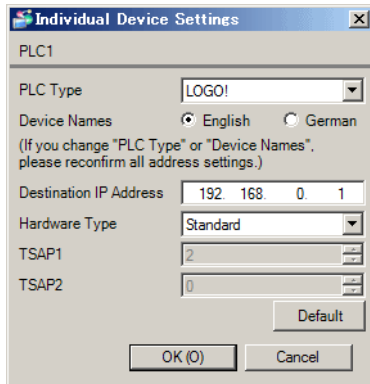 Individual Device Settings
PLC1
PLC Type LOGO!
Device Names English German
(If you change "PLC Type" or "Device Names",
please reconfirm all address settings.)
Destination IP Address 192. 168. 0. 1
Hardware Type Standard
TSAP1 2
TSAP2 0
Default
OK (O) Cancel